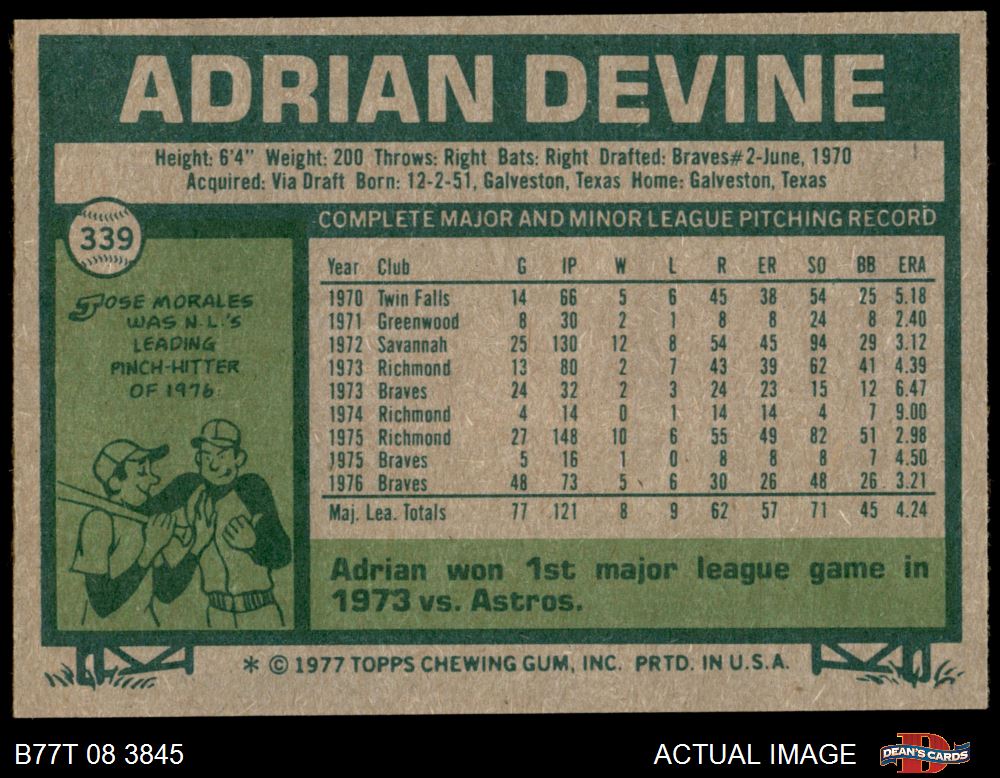 ADRIAN DEVINE
Height: 6'4" Weight: 200 Throws: Right Bats: Right Drafted: Braves#2-June, 1970
Acquired: Via Draft Born: 12-2-51, Galveston, Texas Home: Galveston, Texas
339
JOSE MORALES
WAS N.L.'S
LEADING
PINCH-HITTER
OF 1976.
COMPLETE MAJOR AND MINOR LEAGUE PITCHING RECORD
Year Club G IP W L R ER SO BB ERA
1970 Twin Falls 14 66 5 6 45 38 54 25 5.18
1971 Greenwood 8 30 2 1 8 8 24 8 2.40
1972 Savannah 25 130 12 8 54 45 94 29 3.12
1973 Richmond 13 80 2 7 43 39 62 41 4.39
1973 Braves 24 32 2 3 24 23 15 12 6.47
1974 Richmond 4 14 0 1 14 14 4 7 9.00
1975 Richmond 27 148 10 6 55 49 82 51 2.98
1975 Braves 5 16 1 0 8 8 8 7 4.50
1976 Braves 48 73 5 6 30 26 48 26 3.21
Maj. Lea. Totals 77 121 8 9 62 57 71 45 4.24
Adrian won 1st major league game in
1973 vs. Astros.
* © 1977 TOPPS CHEWING GUM, INC. PRTD. IN U.S.A.
B77T 08 3845
ACTUAL IMAGE
DEAN'S CARDS